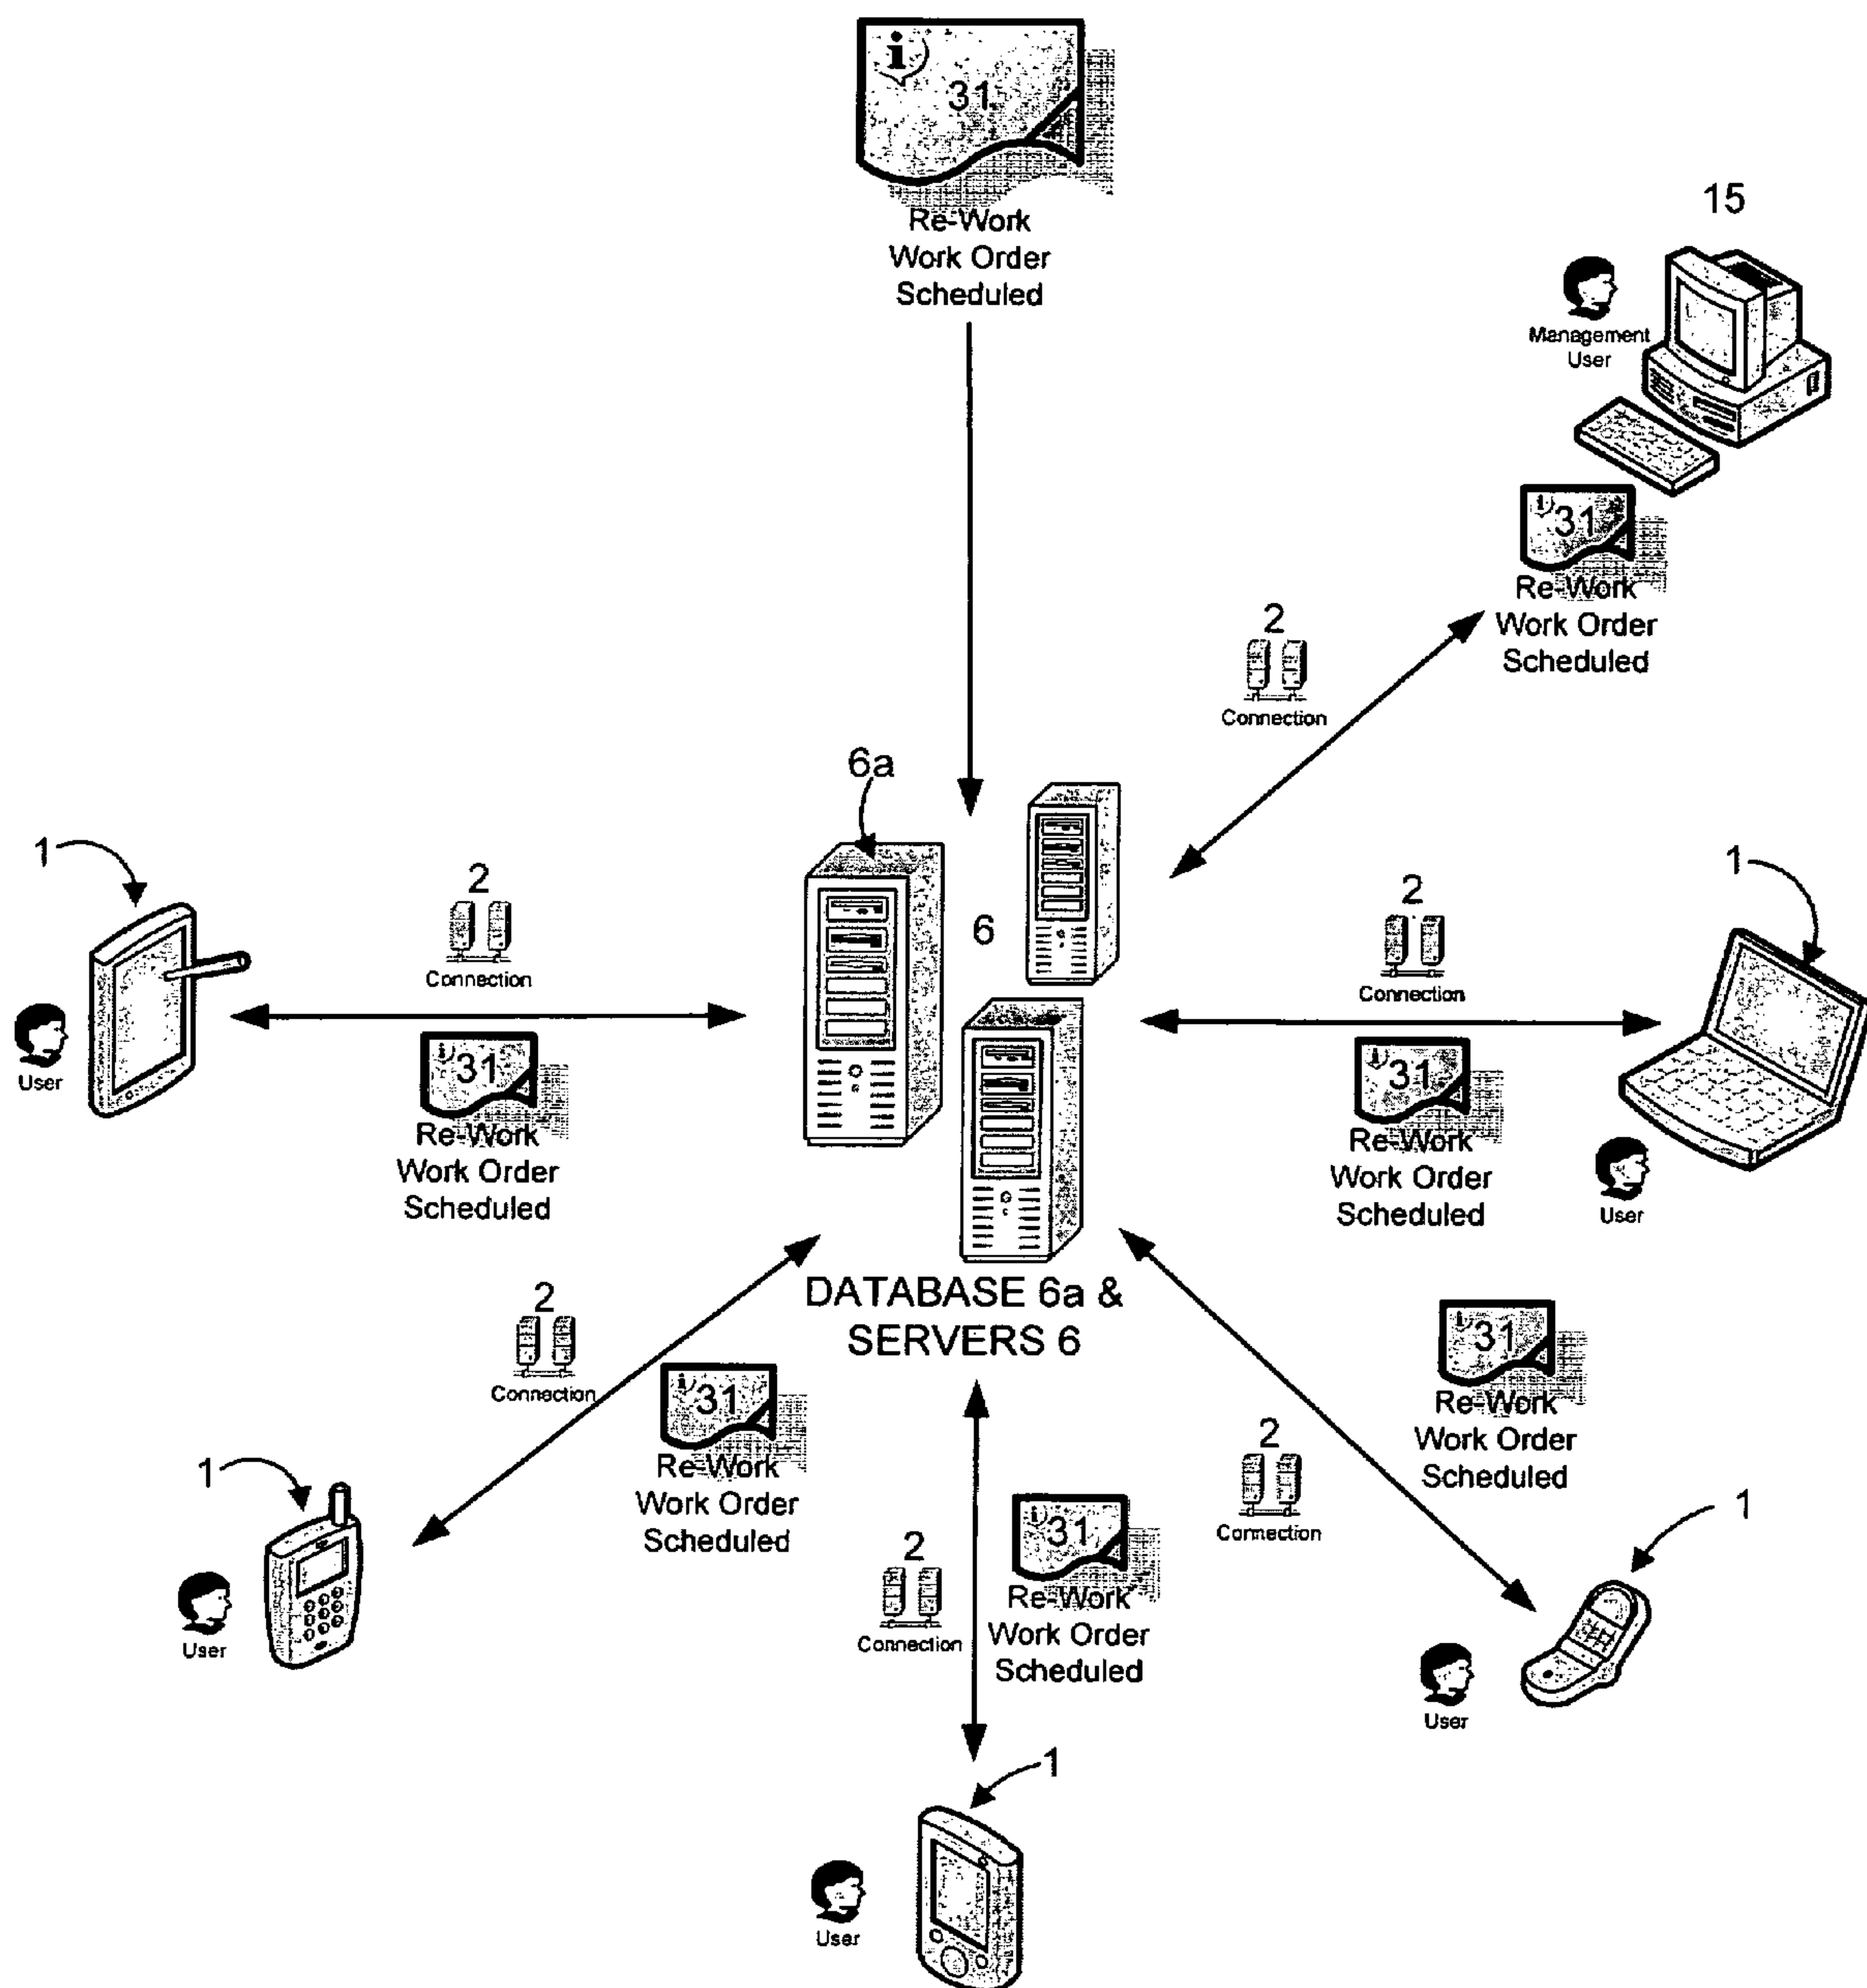 i
31
Re-Work
Work Order
Scheduled
15
Management
User
i
31
Re-Work
Work Order
Scheduled
2
Connection
6a
6
1
2
Connection
User
i
31
Re-Work
Work Order
Scheduled
2
Connection
1
i
31
Re-Work
Work Order
Scheduled
User
DATABASE 6a &
SERVERS 6
2
Connection
i
31
Re-Work
Work Order
Scheduled
1
User
2
Connection
i
31
Re-Work
Work Order
Scheduled
2
Connection
i
31
Re-Work
Work Order
Scheduled
1
User
1
User